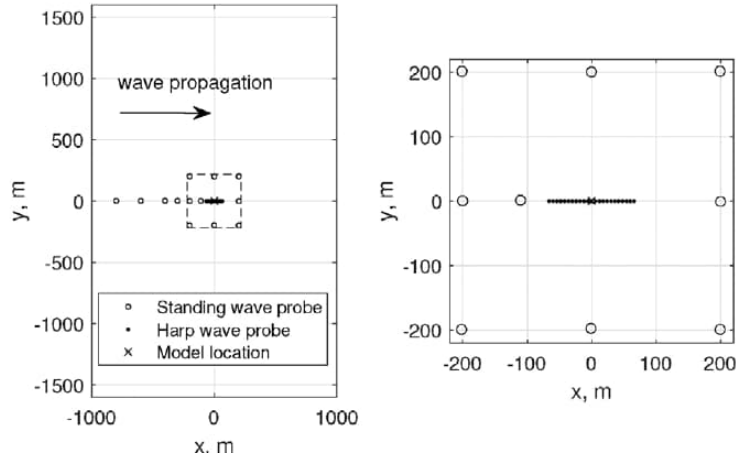 1500
1000
wave propagation
500
y, m
0
-500
Standing wave probe
Harp wave probe
Model location
-1000
-1500
-1000
0
1000
x, m
200
100
y, m
0
-100
-200
-200
-100
0
100
200
x, m